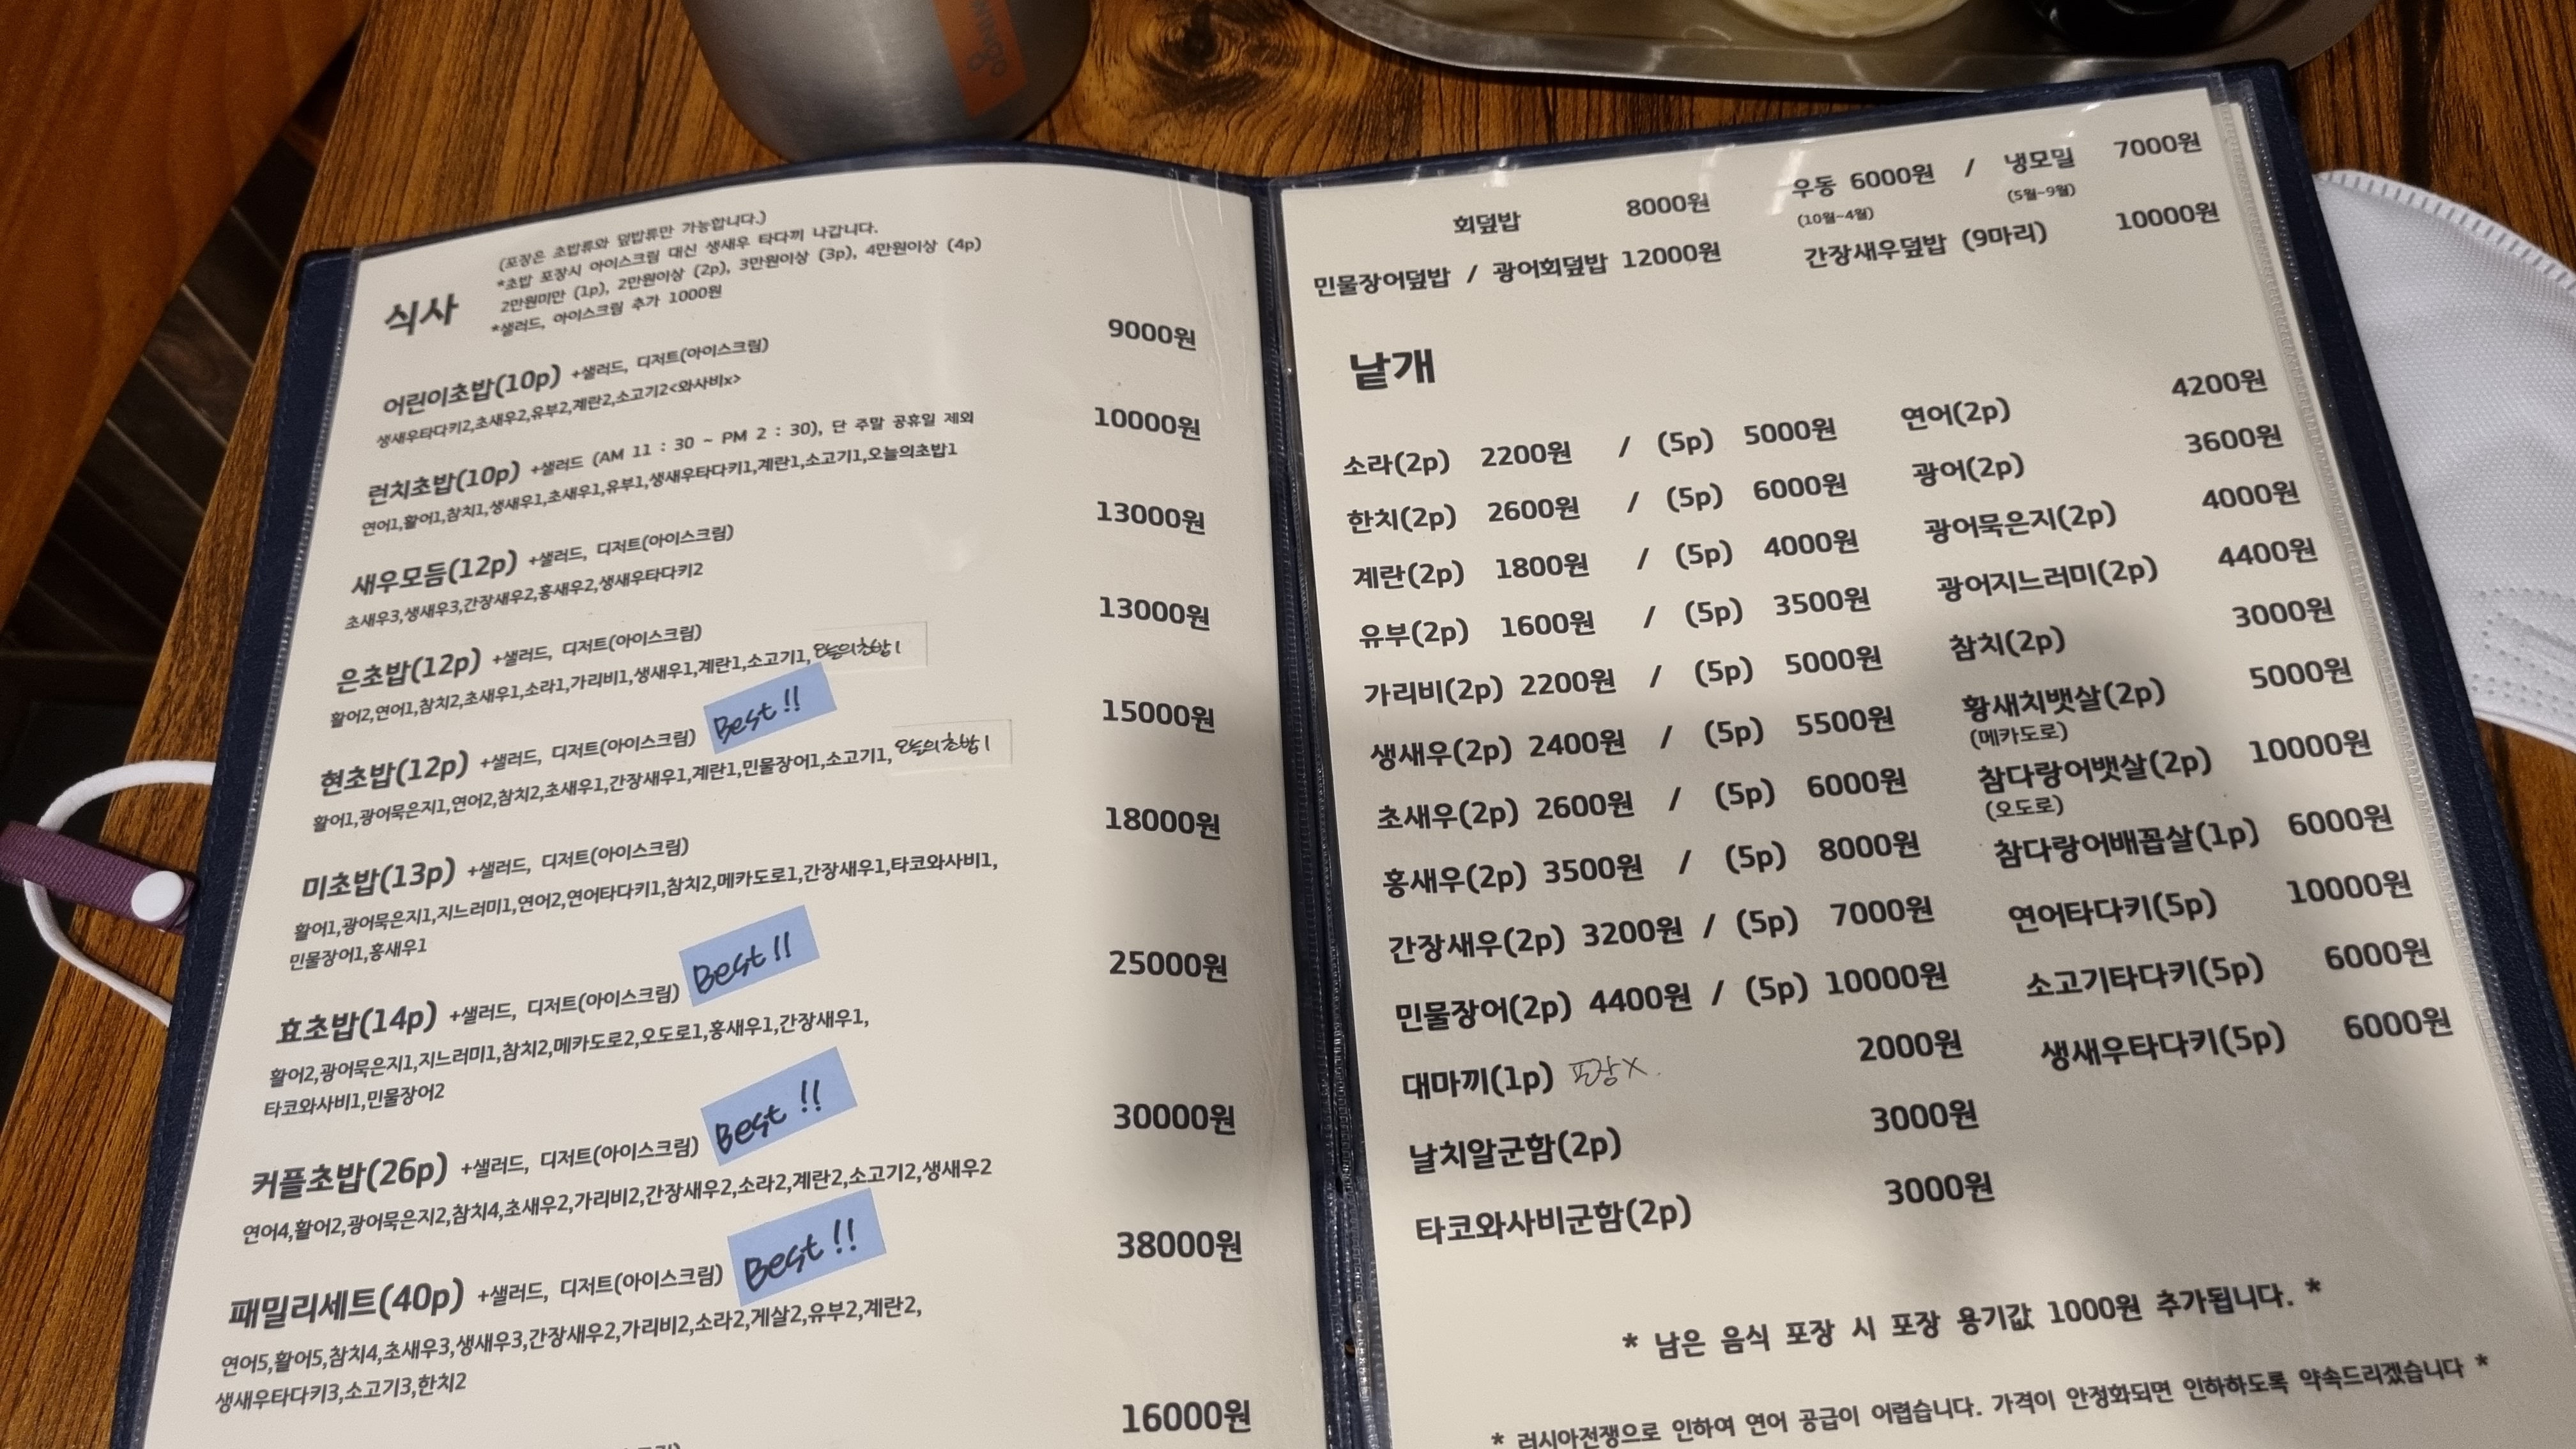 식사
(포장은 초밥류와 덮밥류만 가능합니다.)
*초밥 포장시 아이스크림 대신 생새우 타다끼 나갑니다.
2만원미만 (1p), 2만원이상 (2p), 3만원이상 (3p), 4만원이상 (4p)
*샐러드, 아이스크림 추가 1000원
어린이초밥(10p) +샐러드, 디저트(아이스크림) 9000원
생새우타다키2,초새우2,유부2,계란2,소고기2<와사비x>
런치초밥(10p) +샐러드 (AM 11 : 30 ~ PM 2 : 30), 단 주말 공휴일 제외 10000원
연어1,활어1,참치1,생새우1,초새우1,유부1,생새우타다키1,계란1,소고기1,오늘의초밥1
새우모듬(12p) +샐러드, 디저트(아이스크림) 13000원
초새우3,생새우3,간장새우2,홍새우2,생새우타다키2
은초밥(12p) +샐러드, 디저트(아이스크림) 13000원
활어2,연어1,참치2,초새우1,소라1,가리비1,생새우1,계란1,소고기1,오늘의초밥1
현초밥(12p) +샐러드, 디저트(아이스크림) Best!! 15000원
활어1,광어묵은지1,연어2,참치2,초새우1,간장새우1,계란1,민물장어1,소고기1,오늘의초밥1
미초밥(13p) +샐러드, 디저트(아이스크림) 18000원
활어1,광어묵은지1,지느러미1,연어2,연어타다키1,참치2,메카도로1,간장새우1,타코와사비1,
민물장어1,홍새우1
효초밥(14p) +샐러드, 디저트(아이스크림) Best!! 25000원
활어2,광어묵은지1,지느러미1,참치2,메카도로2,오도로1,홍새우1,간장새우1,
타코와사비1,민물장어2
커플초밥(26p) +샐러드, 디저트(아이스크림) Best!! 30000원
연어4,활어2,광어묵은지2,참치4,초새우2,가리비2,간장새우2,소라2,계란2,소고기2,생새우2
패밀리세트(40p) +샐러드, 디저트(아이스크림) Best!! 38000원
연어5,활어5,참치4,초새우3,생새우3,간장새우2,가리비2,소라2,게살2,유부2,계란2,
생새우타다키3,소고기3,한치2
16000원
회덮밥 8000원 우동 6000원 / 냉모밀 7000원
(10월~4월) (5월~9월)
민물장어덮밥 / 광어회덮밥 12000원 간장새우덮밥 (9마리) 10000원
낱개
소라(2p) 2200원 / (5p) 5000원 연어(2p) 4200원
한치(2p) 2600원 / (5p) 6000원 광어(2p) 3600원
계란(2p) 1800원 / (5p) 4000원 광어묵은지(2p) 4000원
유부(2p) 1600원 / (5p) 3500원 광어지느러미(2p) 4400원
가리비(2p) 2200원 / (5p) 5000원 참치(2p) 3000원
생새우(2p) 2400원 / (5p) 5500원 황새치뱃살(2p) 5000원
(메카도로)
초새우(2p) 2600원 / (5p) 6000원 참다랑어뱃살(2p) 10000원
(오도로)
홍새우(2p) 3500원 / (5p) 8000원 참다랑어배꼽살(1p) 6000원
간장새우(2p) 3200원 / (5p) 7000원 연어타다키(5p) 10000원
민물장어(2p) 4400원 / (5p) 10000원 소고기타다키(5p) 6000원
대마끼(1p) 포장X. 2000원 생새우타다키(5p) 6000원
날치알군함(2p) 3000원
타코와사비군함(2p) 3000원
* 남은 음식 포장 시 포장 용기값 1000원 추가됩니다. *
* 러시아전쟁으로 인하여 연어 공급이 어렵습니다. 가격이 안정화되면 인하하도록 약속드리겠습니다 *